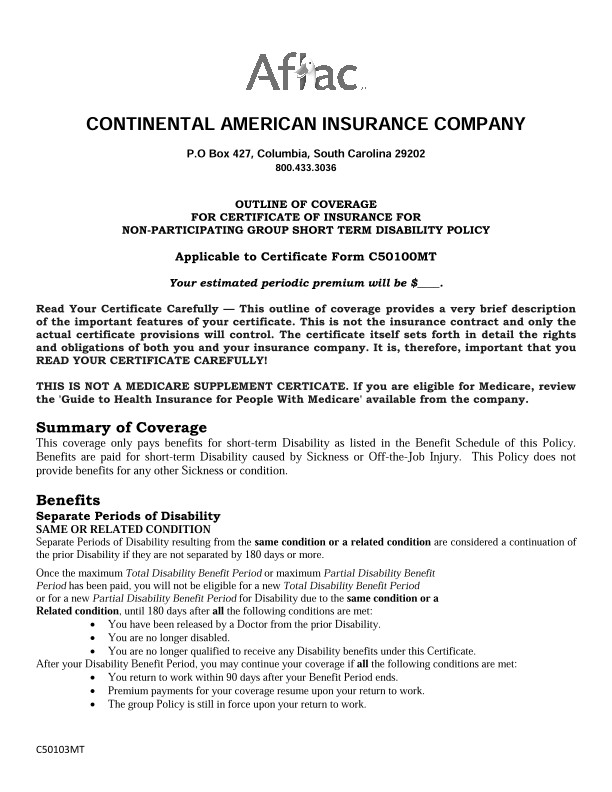 Aflac
CONTINENTAL AMERICAN INSURANCE COMPANY
P.O Box 427, Columbia, South Carolina 29202
800.433.3036
OUTLINE OF COVERAGE
FOR CERTIFICATE OF INSURANCE FOR
NON-PARTICIPATING GROUP SHORT TERM DISABILITY POLICY
Applicable to Certificate Form C50100MT
Your estimated periodic premium will be $___.
Read Your Certificate Carefully — This outline of coverage provides a very brief description
of the important features of your certificate. This is not the insurance contract and only the
actual certificate provisions will control. The certificate itself sets forth in detail the rights
and obligations of both you and your insurance company. It is, therefore, important that you
READ YOUR CERTIFICATE CAREFULLY!
THIS IS NOT A MEDICARE SUPPLEMENT CERTICATE. If you are eligible for Medicare, review
the 'Guide to Health Insurance for People With Medicare' available from the company.
Summary of Coverage
This coverage only pays benefits for short-term Disability as listed in the Benefit Schedule of this Policy.
Benefits are paid for short-term Disability caused by Sickness or Off-the-Job Injury. This Policy does not
provide benefits for any other Sickness or condition.
Benefits
Separate Periods of Disability
SAME OR RELATED CONDITION
Separate Periods of Disability resulting from the same condition or a related condition are considered a continuation of
the prior Disability if they are not separated by 180 days or more.
Once the maximum Total Disability Benefit Period or maximum Partial Disability Benefit
Period has been paid, you will not be eligible for a new Total Disability Benefit Period
or for a new Partial Disability Benefit Period for Disability due to the same condition or a
Related condition, until 180 days after all the following conditions are met:
• You have been released by a Doctor from the prior Disability.
• You are no longer disabled.
• You are no longer qualified to receive any Disability benefits under this Certificate.
After your Disability Benefit Period, you may continue your coverage if all the following conditions are met:
• You return to work within 90 days after your Benefit Period ends.
• Premium payments for your coverage resume upon your return to work.
• The group Policy is still in force upon your return to work.
C50103MT